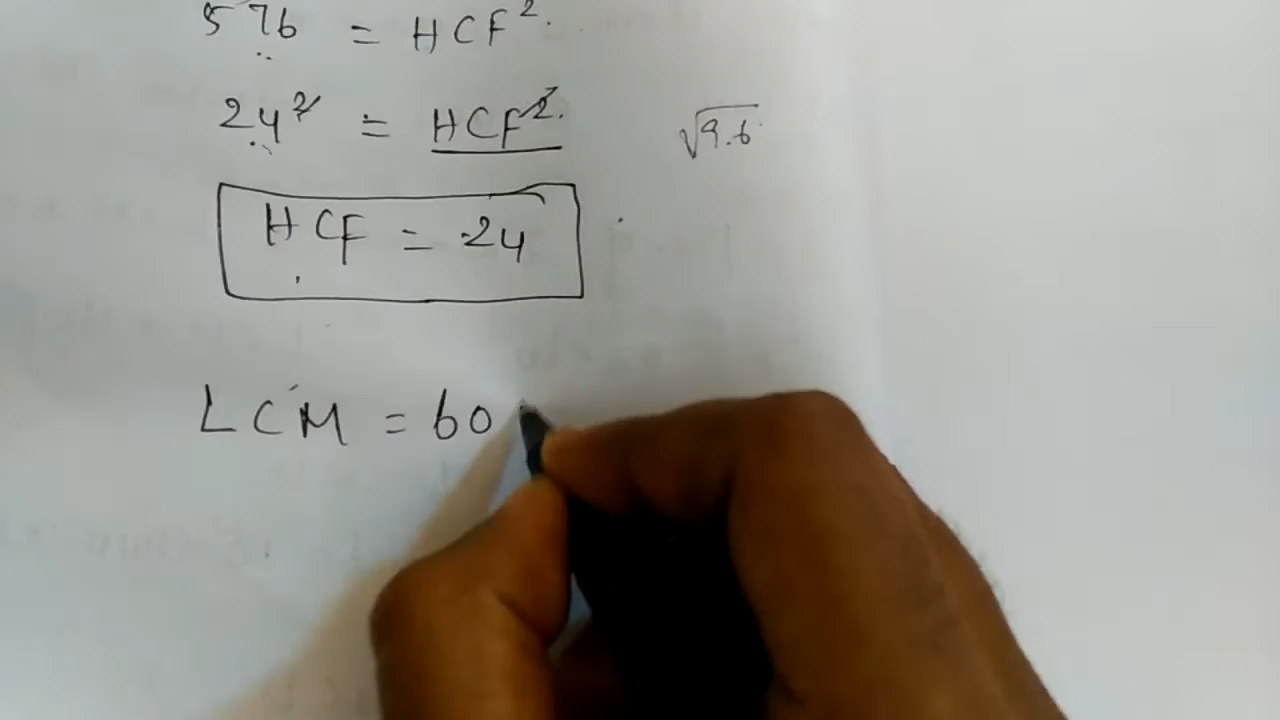 576 = HCF².
24² = HCF². √9.6
HCF = 24
LCM = 60